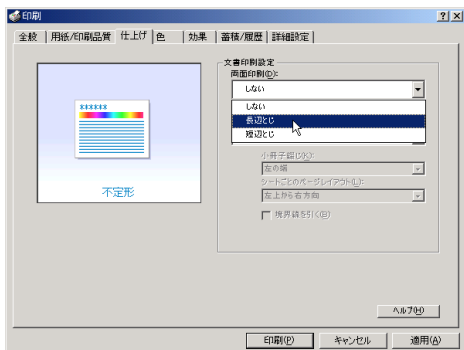 印刷
全般 用紙/印刷品質 仕上げ 色 効果 蓄積/履歴 詳細設定
文書印刷設定
両面印刷(D):
しない
しない
長辺とじ
短辺とじ
******
小冊子綴じ(K):
左の端
シートごとのページレイアウト(L):
左上から右方向
境界線を引く(B)
不定形
ヘルプ(H)
印刷(P) キャンセル 適用(A)